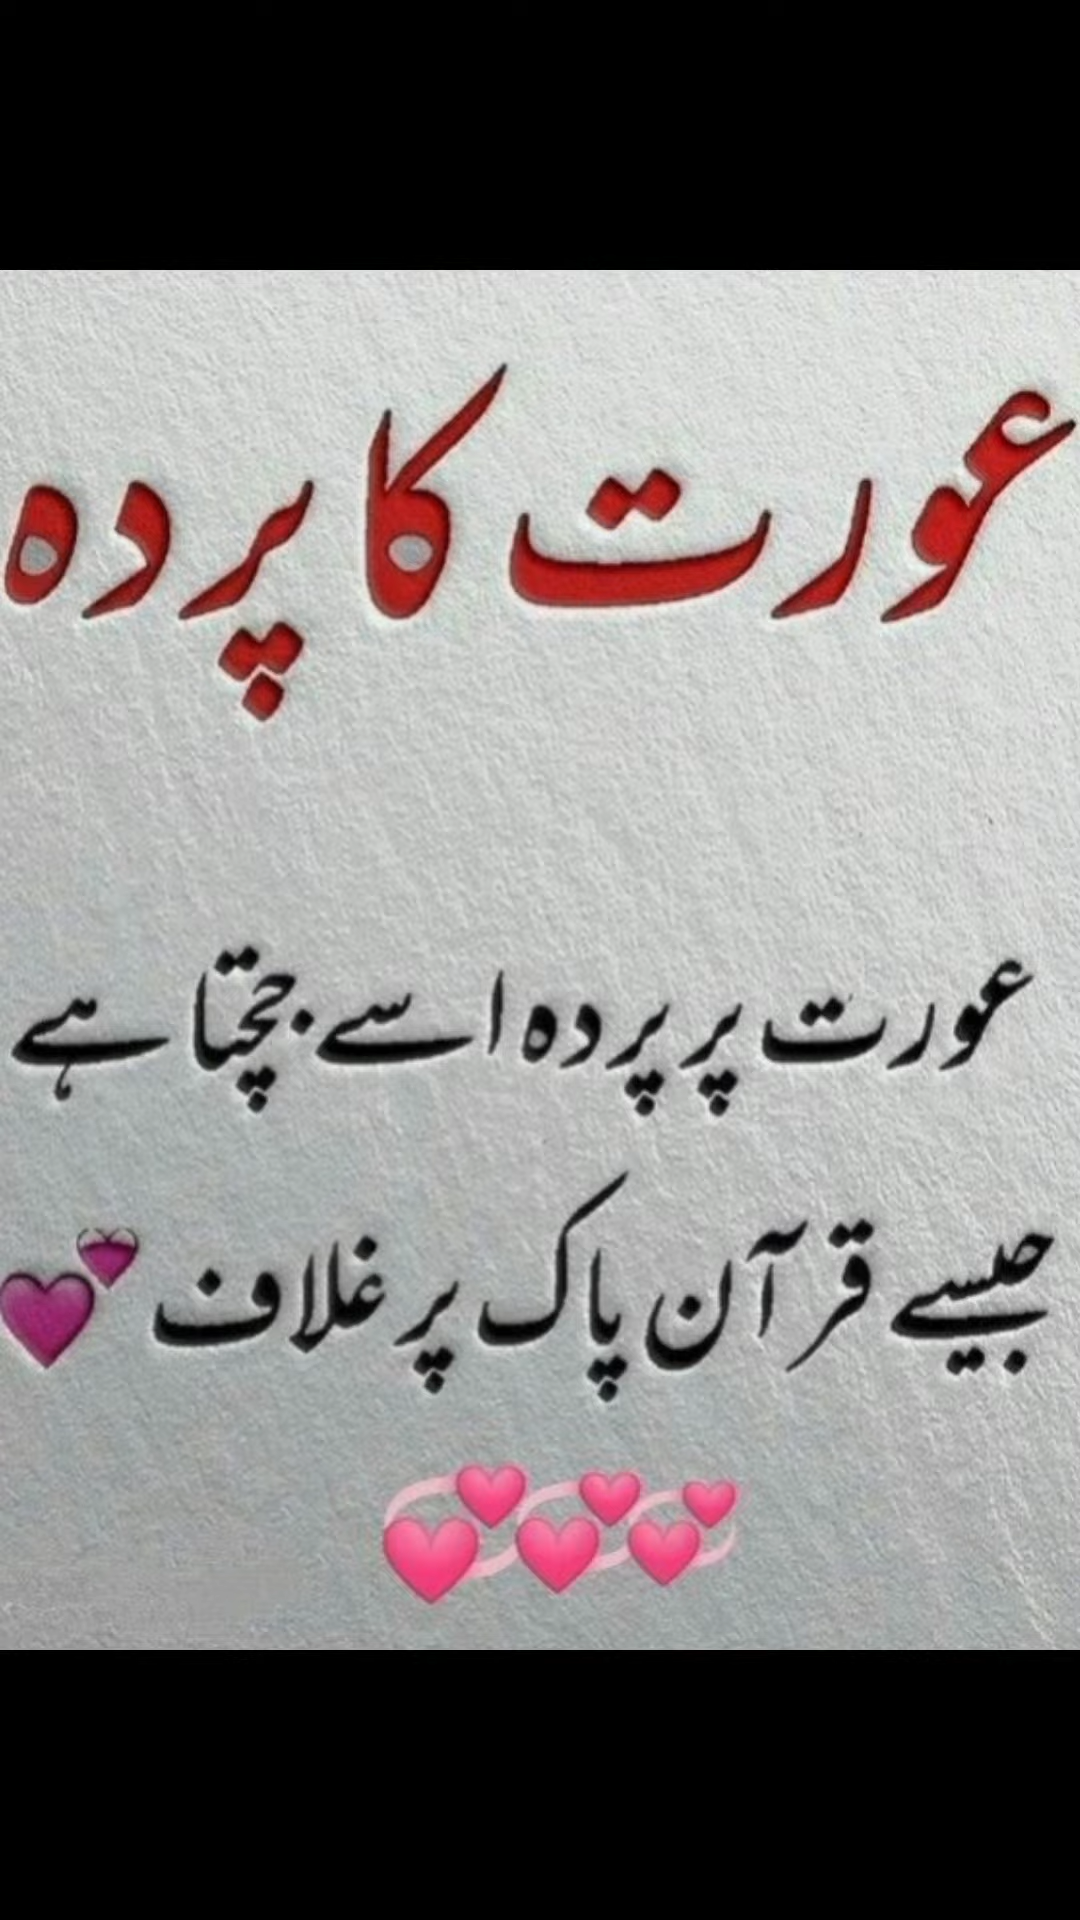 عورت کا پردہ
عورت پر پردہ اسے جچتا ہے
جیسے قرآن پاک پر غلاف 💕
💞💞💞